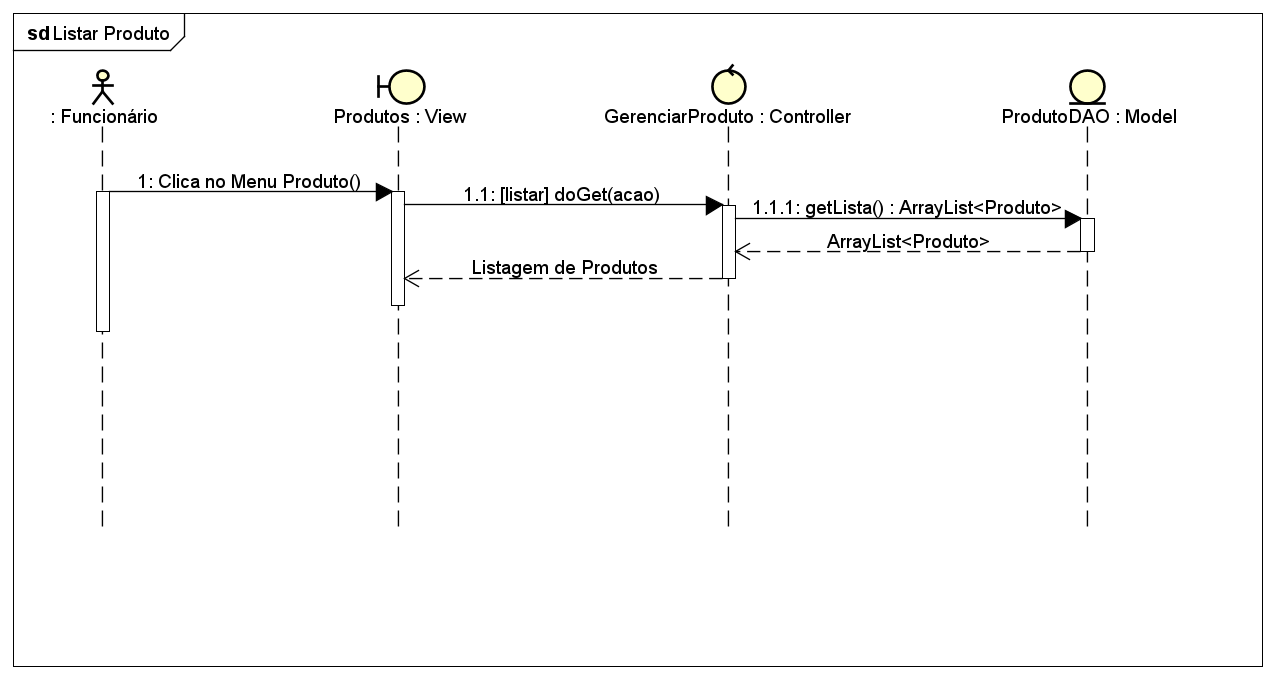 sd Listar Produto
: Funcionário
Produtos : View
GerenciarProduto : Controller
ProdutoDAO : Model
1: Clica no Menu Produto()
1.1: [listar] doGet(acao)
1.1.1: getLista() : ArrayList<Produto>
ArrayList<Produto>
Listagem de Produtos